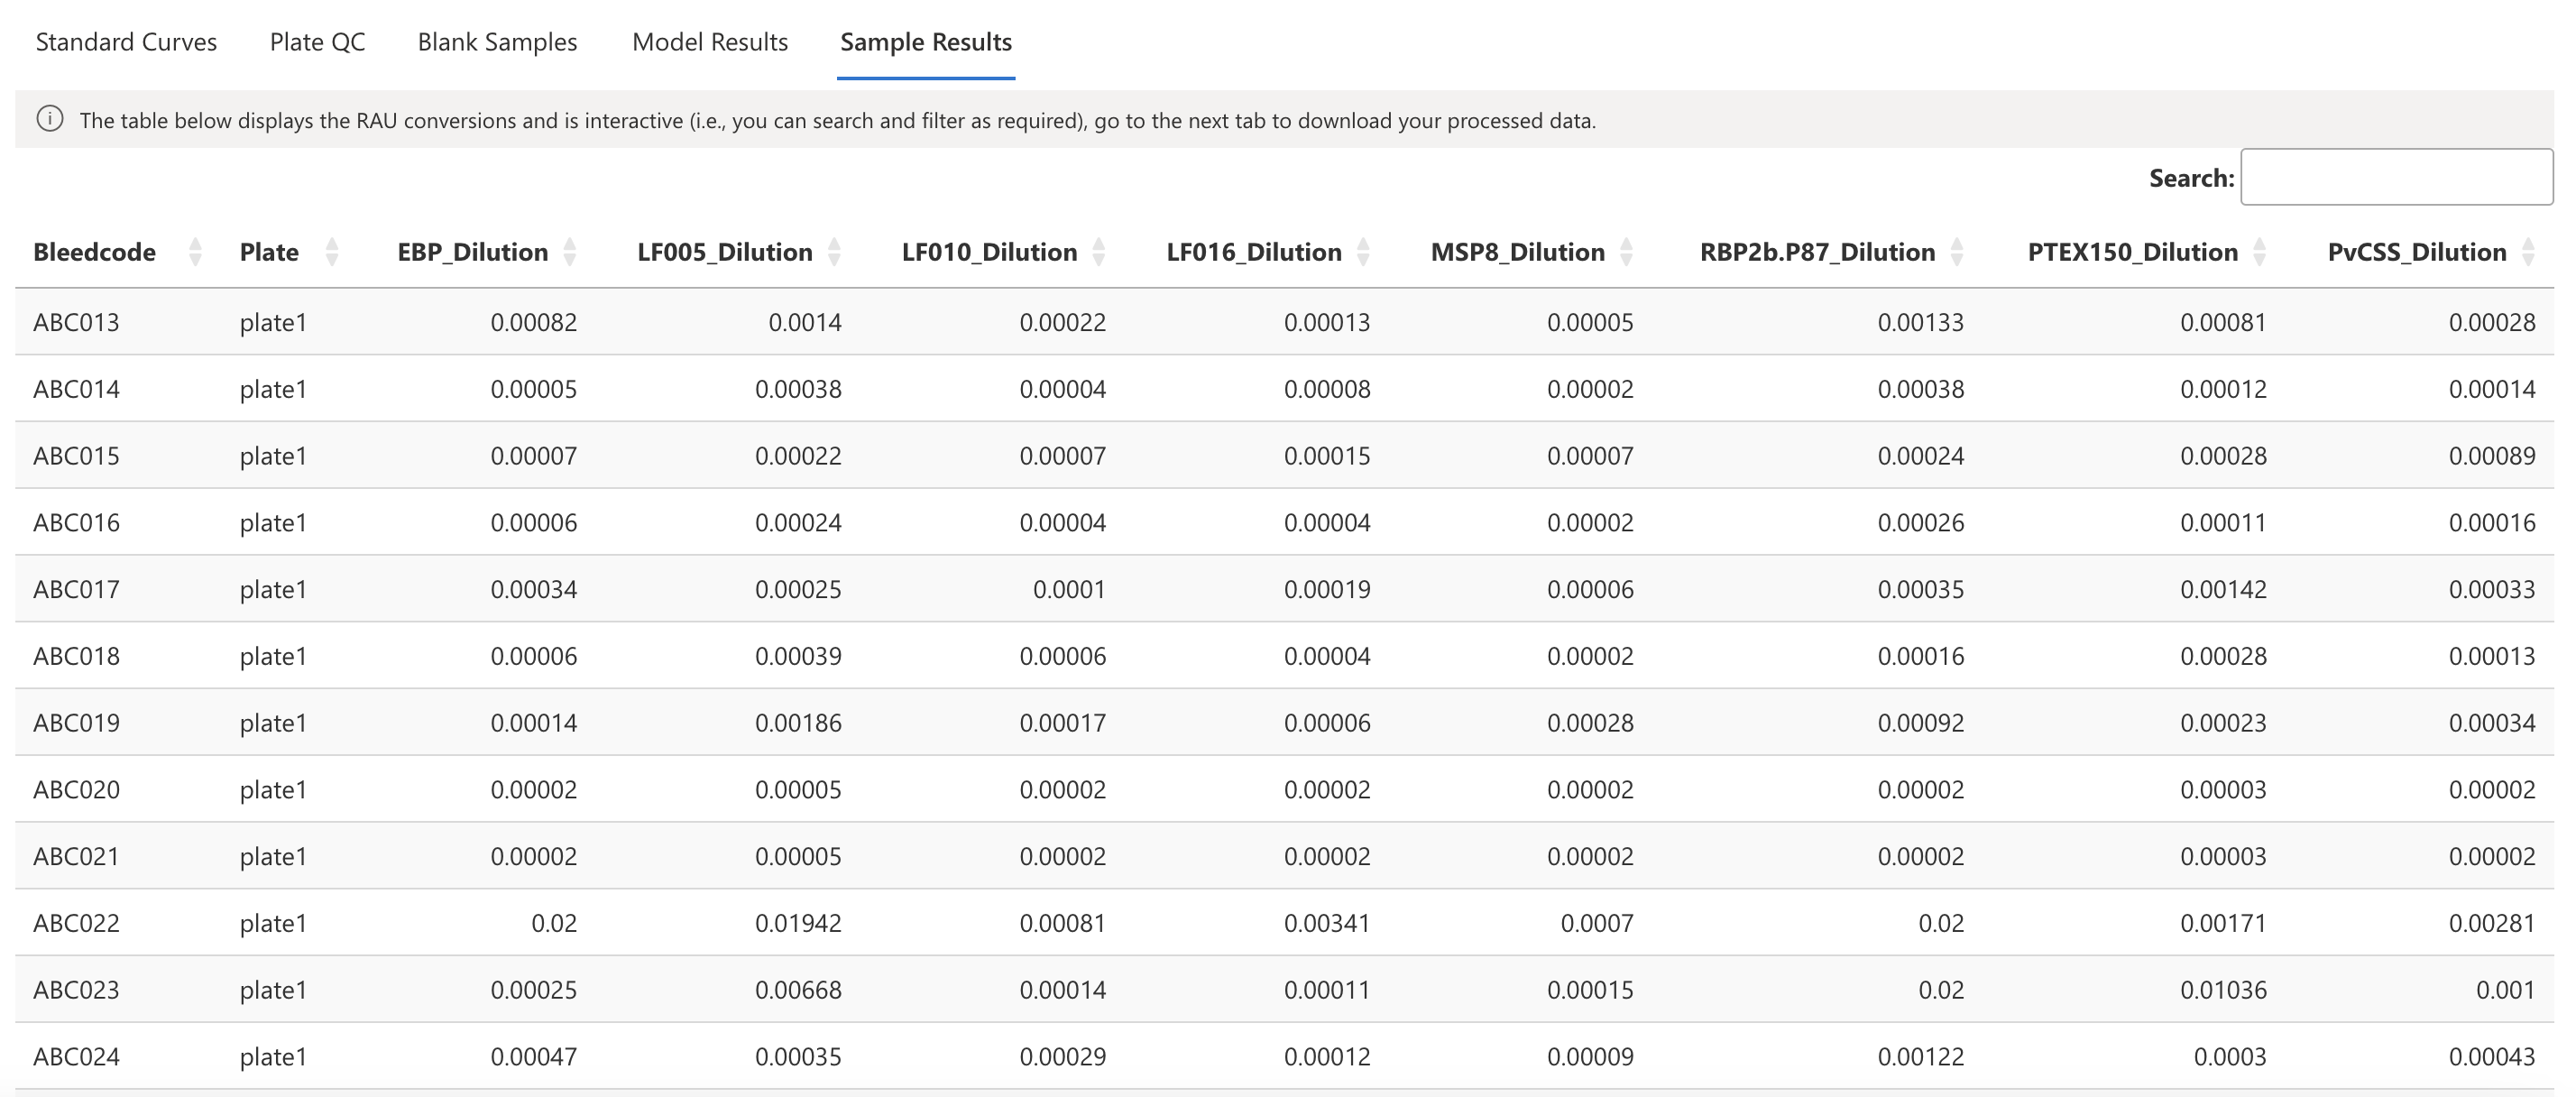 Standard Curves Plate QC Blank Samples Model Results Sample Results
The table below displays the RAU conversions and is interactive (i.e., you can search and filter as required), go to the next tab to download your processed data.
Search:
Bleedcode Plate EBP_Dilution LF005_Dilution LF010_Dilution LF016_Dilution MSP8_Dilution RBP2b.P87_Dilution PTEX150_Dilution PvCSS_Dilution
ABC013 plate1 0.00082 0.0014 0.00022 0.00013 0.00005 0.00133 0.00081 0.00028
ABC014 plate1 0.00005 0.00038 0.00004 0.00008 0.00002 0.00038 0.00012 0.00014
ABC015 plate1 0.00007 0.00022 0.00007 0.00015 0.00007 0.00024 0.00028 0.00089
ABC016 plate1 0.00006 0.00024 0.00004 0.00004 0.00002 0.00026 0.00011 0.00016
ABC017 plate1 0.00034 0.00025 0.0001 0.00019 0.00006 0.00035 0.00142 0.00033
ABC018 plate1 0.00006 0.00039 0.00006 0.00004 0.00002 0.00016 0.00028 0.00013
ABC019 plate1 0.00014 0.00186 0.00017 0.00006 0.00028 0.00092 0.00023 0.00034
ABC020 plate1 0.00002 0.00005 0.00002 0.00002 0.00002 0.00002 0.00003 0.00002
ABC021 plate1 0.00002 0.00005 0.00002 0.00002 0.00002 0.00002 0.00003 0.00002
ABC022 plate1 0.02 0.01942 0.00081 0.00341 0.0007 0.02 0.00171 0.00281
ABC023 plate1 0.00025 0.00668 0.00014 0.00011 0.00015 0.02 0.01036 0.001
ABC024 plate1 0.00047 0.00035 0.00029 0.00012 0.00009 0.00122 0.0003 0.00043